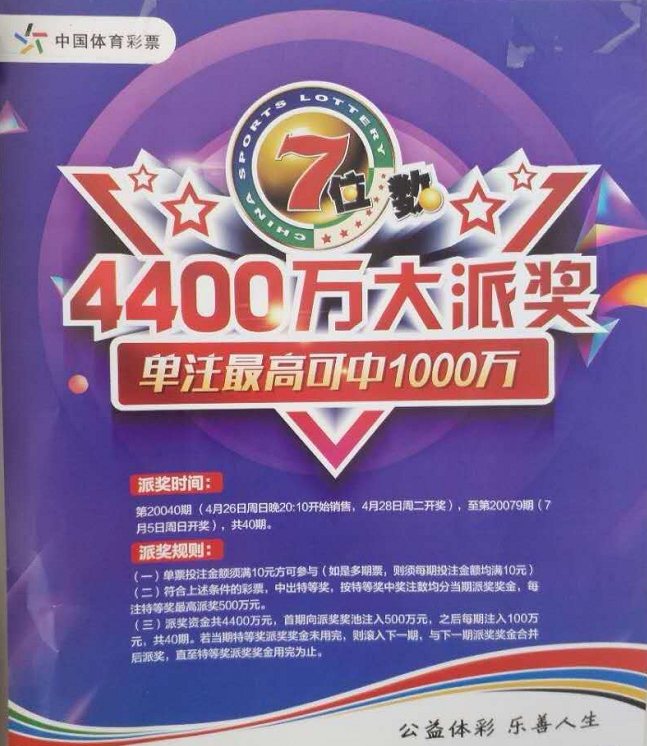 中国体育彩票
CHINA SPORTS LOTTERY
7位数
4400万大派奖
单注最高可中1000万
派奖时间：
第20040期（4月26日周日晚20:10开始销售，4月28日周二开奖），至第20079期（7
月5日周日开奖），共40期。
派奖规则：
（一）单票投注金额须满10元方可参与（如是多期票，则须每期投注金额均满10元）
（二）符合上述条件的彩票，中出特等奖，按特等奖中奖注数均分当期派奖奖金，每
注特等奖最高派奖500万元。
（三）派奖资金共4400万元，首期向派奖奖池注入500万元，之后每期注入100万
元，共40期。若当期特等奖派奖奖金未用完，则滚入下一期，与下一期派奖奖金合并
后派奖，直至特等奖派奖奖金用完为止。
公益体彩 乐善人生